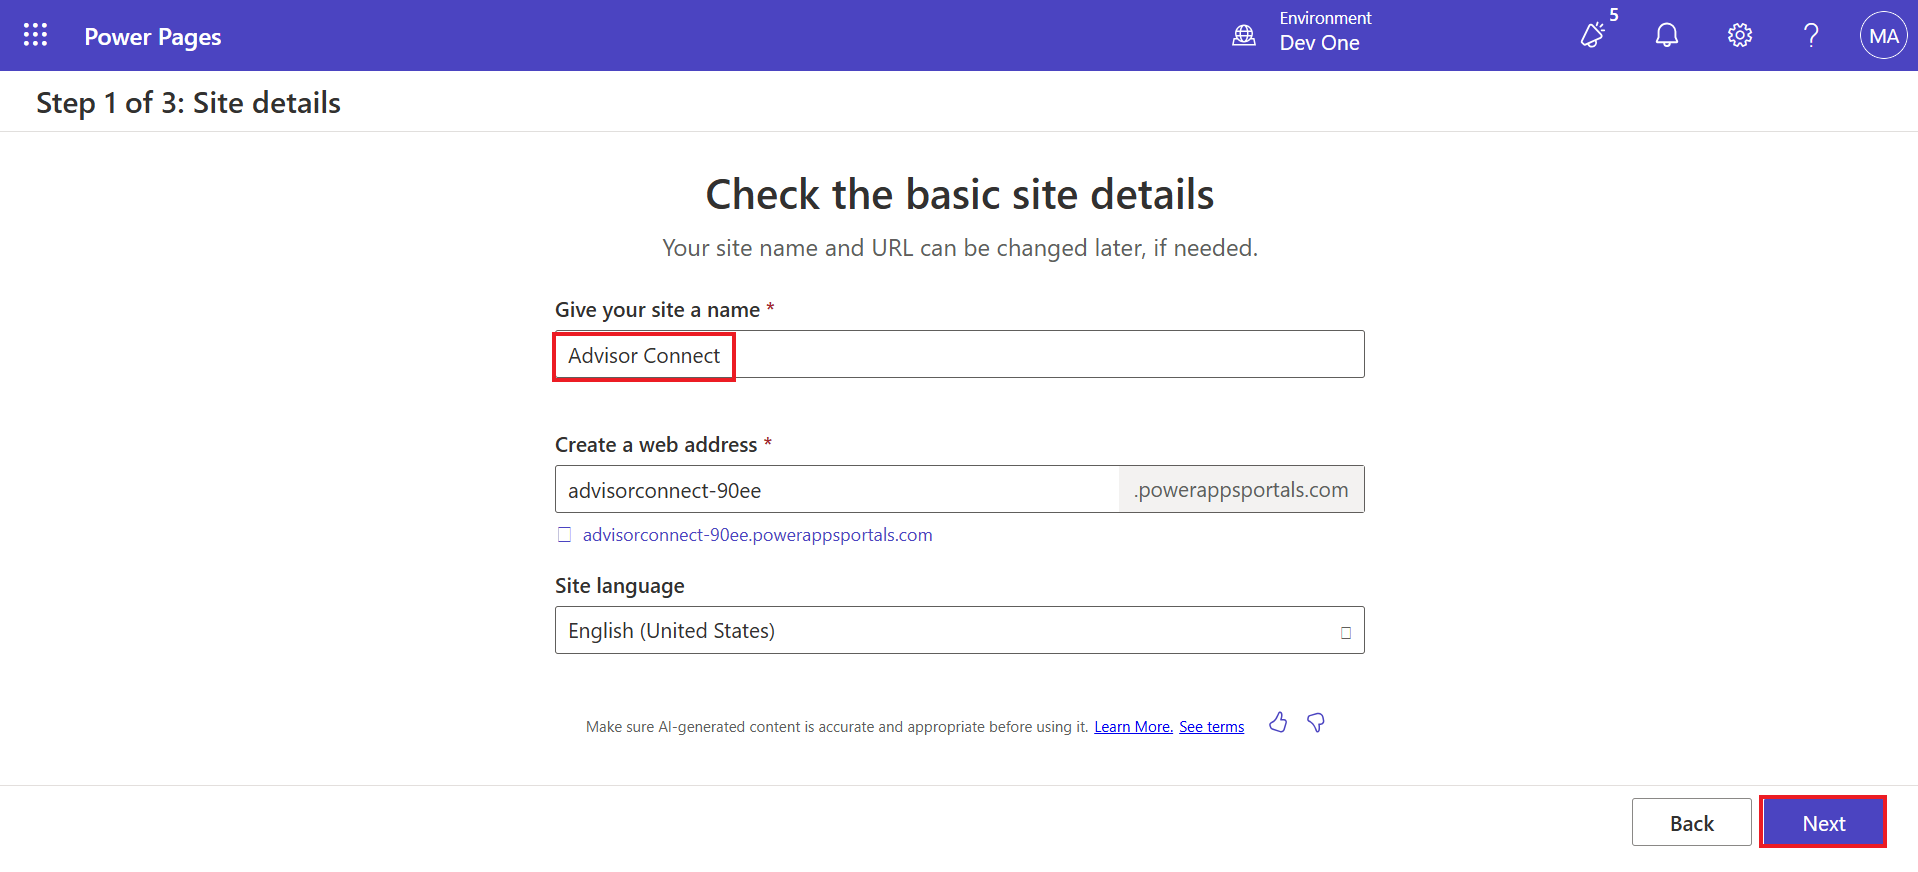 Power Pages
Environment
Dev One
5
MA
Step 1 of 3: Site details
Check the basic site details
Your site name and URL can be changed later, if needed.
Give your site a name *
Advisor Connect
Create a web address *
advisorconnect-90ee
.powerappsportals.com
advisorconnect-90ee.powerappsportals.com
Site language
English (United States)
Make sure AI-generated content is accurate and appropriate before using it. Learn More. See terms
Back
Next